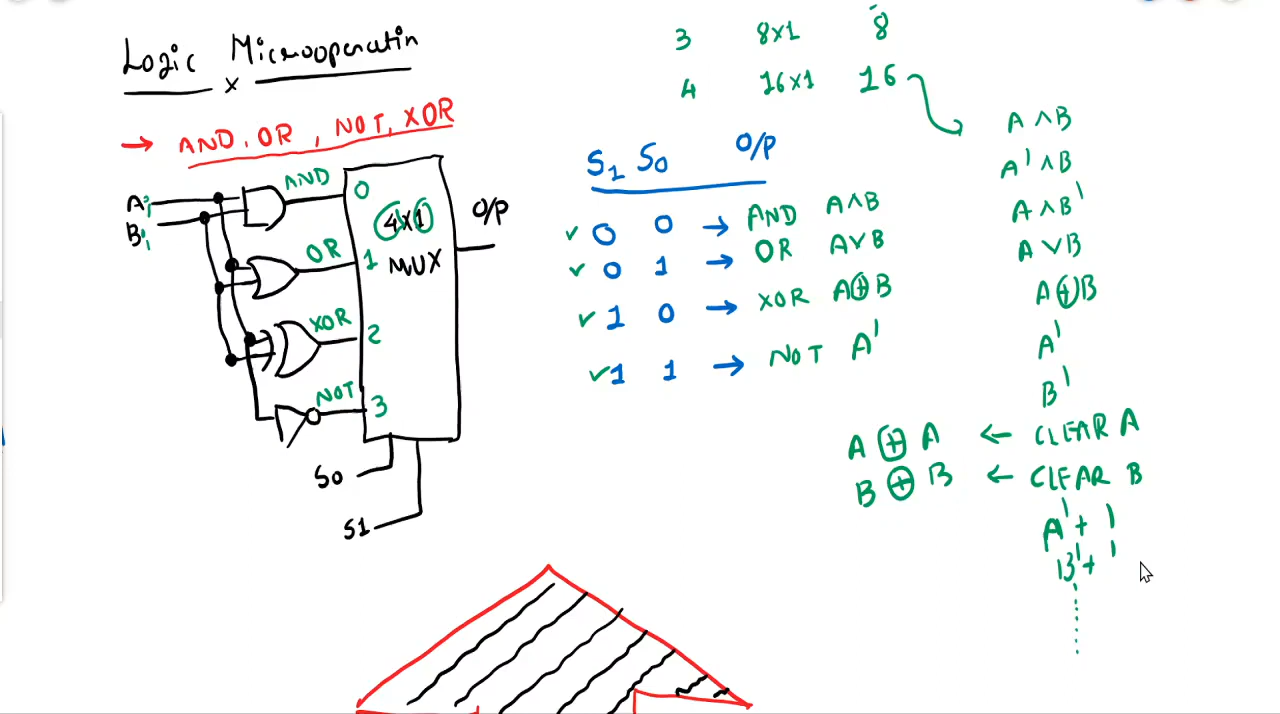 Logic Microoperatin
→ AND, OR, NOT, XOR
Ai
Bi
AND
OR
XOR
NOT
0
1
2
3
4x1
MUX
O/P
S0
S1
3 8x1 8
4 16x1 16
S1 S0 O/P
✓ 0 0 → AND A∧B
✓ 0 1 → OR A∨B
✓ 1 0 → XOR A⊕B
✓ 1 1 → NOT A'
A∧B
A'∧B
A∧B'
A∨B
A⊕B
A'
B'
A⊕A ← CLEAR A
B⊕B ← CLEAR B
A'+1
B'+1